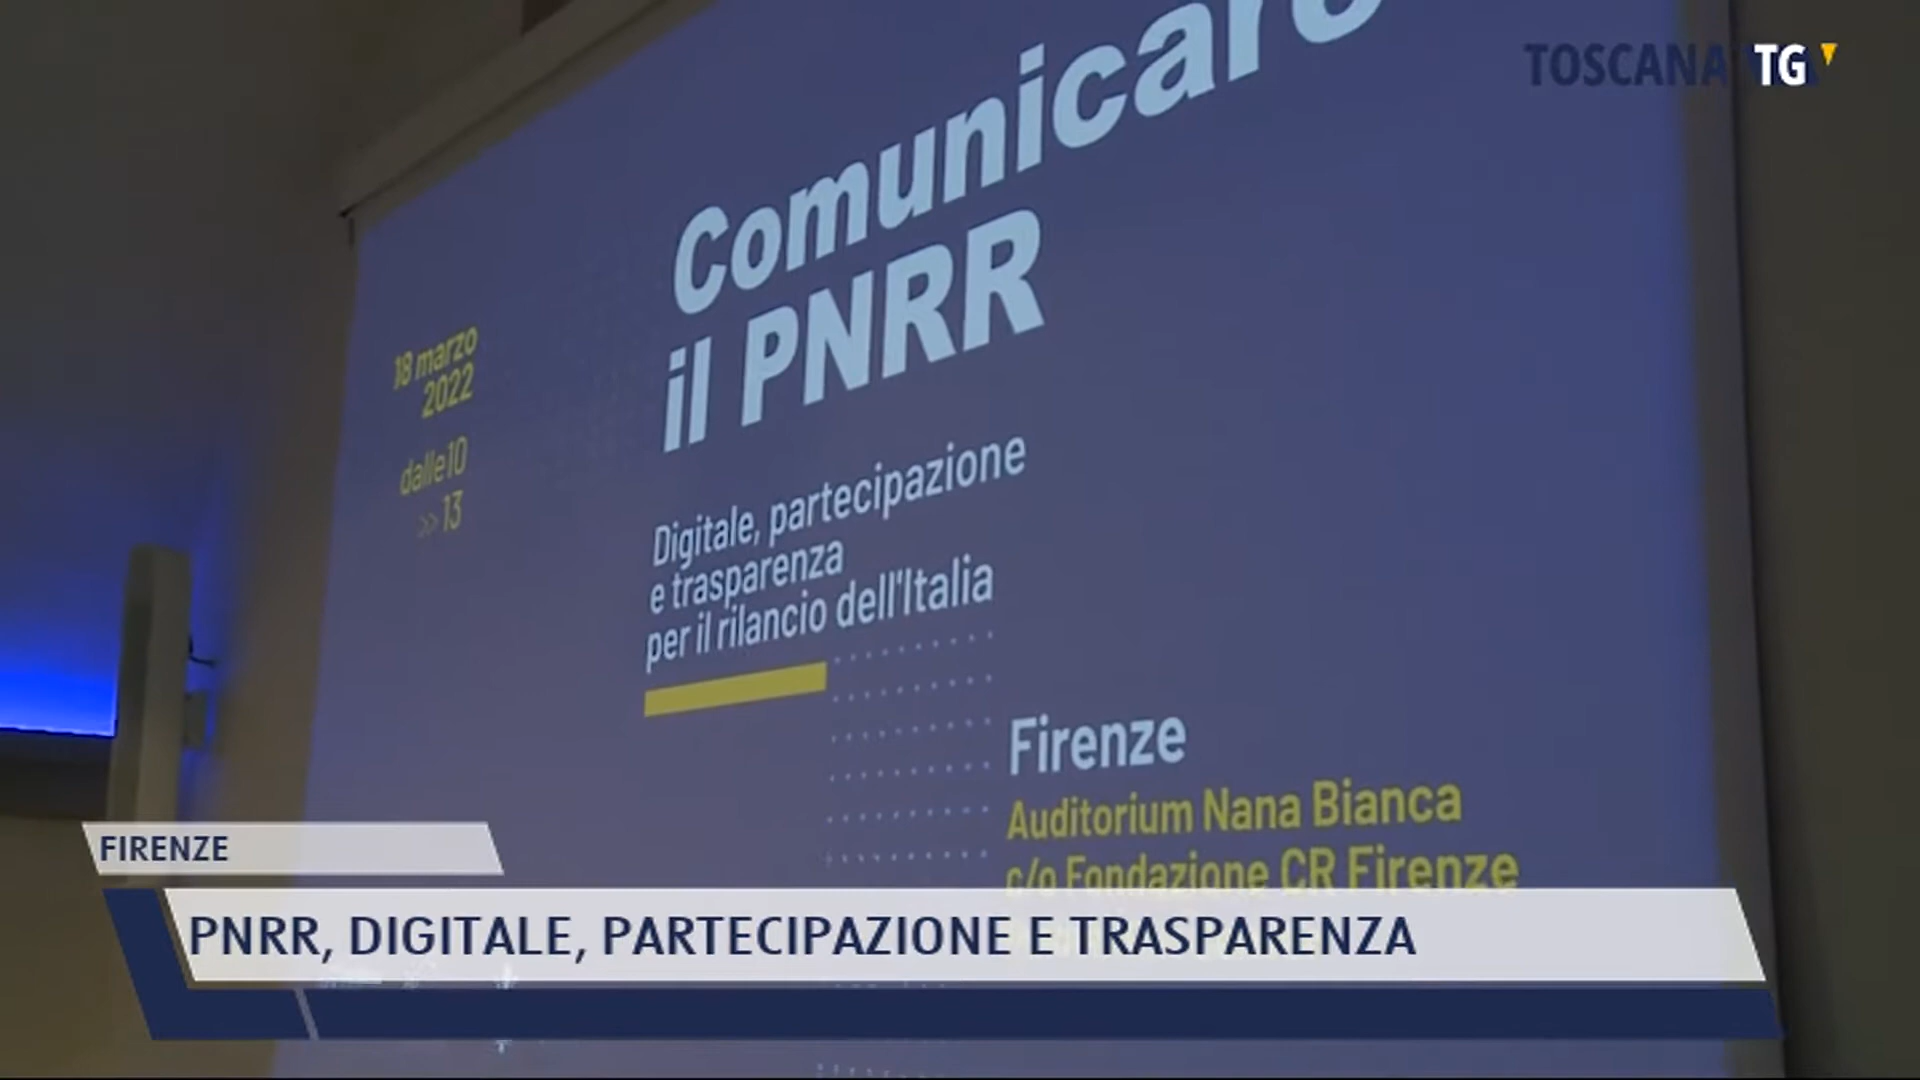 TOSCANA TG
Comunicare
il PNRR
18 marzo
2022
dalle 10
>> 13
Digitale, partecipazione
e trasparenza
per il rilancio dell'Italia
Firenze
Auditorium Nana Bianca
c/o Fondazione CR Firenze
FIRENZE
PNRR, DIGITALE, PARTECIPAZIONE E TRASPARENZA